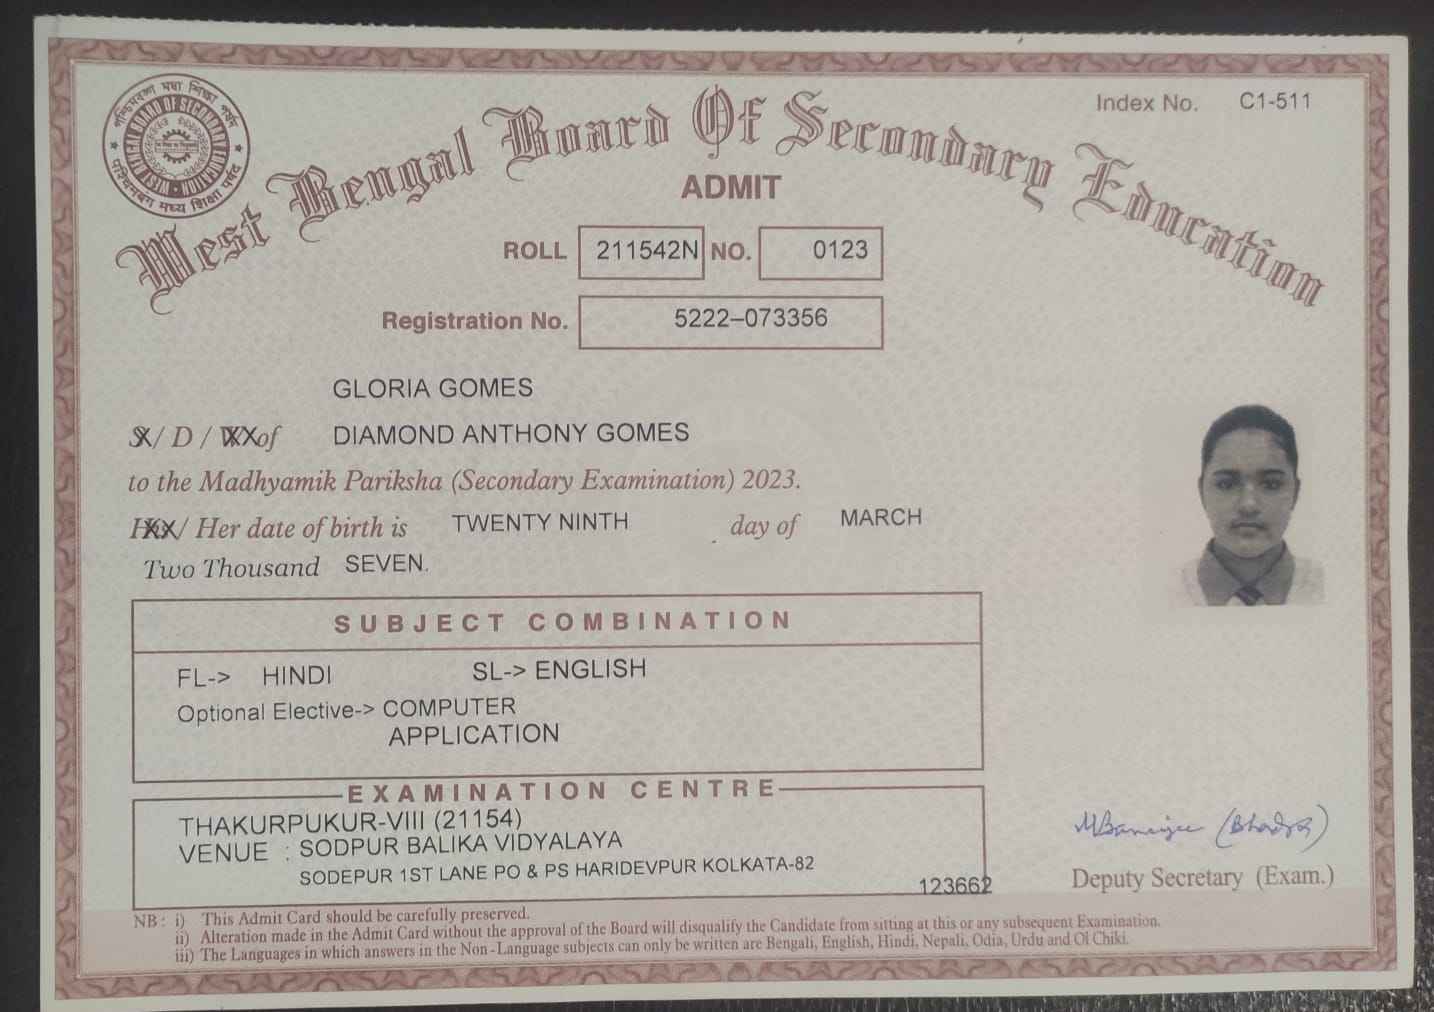 Index No. C1-511
WEST BENGAL BOARD OF SECONDARY EDUCATION
West Bengal Board Of Secondary Education
ADMIT
ROLL 211542N NO. 0123
Registration No. 5222–073356
GLORIA GOMES
/ D / of DIAMOND ANTHONY GOMES
to the Madhyamik Pariksha (Secondary Examination) 2023.
/ Her date of birth is TWENTY NINTH day of MARCH
Two Thousand SEVEN.
SUBJECT COMBINATION
FL-> HINDI SL-> ENGLISH
Optional Elective-> COMPUTER
APPLICATION
EXAMINATION CENTRE
THAKURPUKUR-VIII (21154)
VENUE : SODPUR BALIKA VIDYALAYA
SODEPUR 1ST LANE PO & PS HARIDEVPUR KOLKATA-82
123662
Deputy Secretary (Exam.)
NB : i) This Admit Card should be carefully preserved.
ii) Alteration made in the Admit Card without the approval of the Board will disqualify the Candidate from sitting at this or any subsequent Examination.
iii) The Languages in which answers in the Non-Language subjects can only be written are Bengali, English, Hindi, Nepali, Odia, Urdu and Ol Chiki.